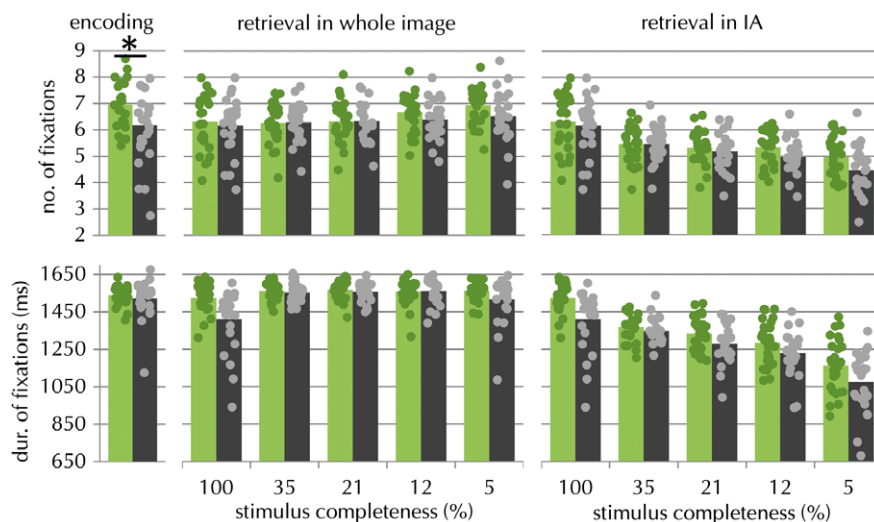 encoding
retrieval in whole image
retrieval in IA
*
no. of fixations
9
8
7
6
5
4
3
2
dur. of fixations (ms)
1650
1450
1250
1050
850
650
100 35 21 12 5
100 35 21 12 5
stimulus completeness (%)
stimulus completeness (%)